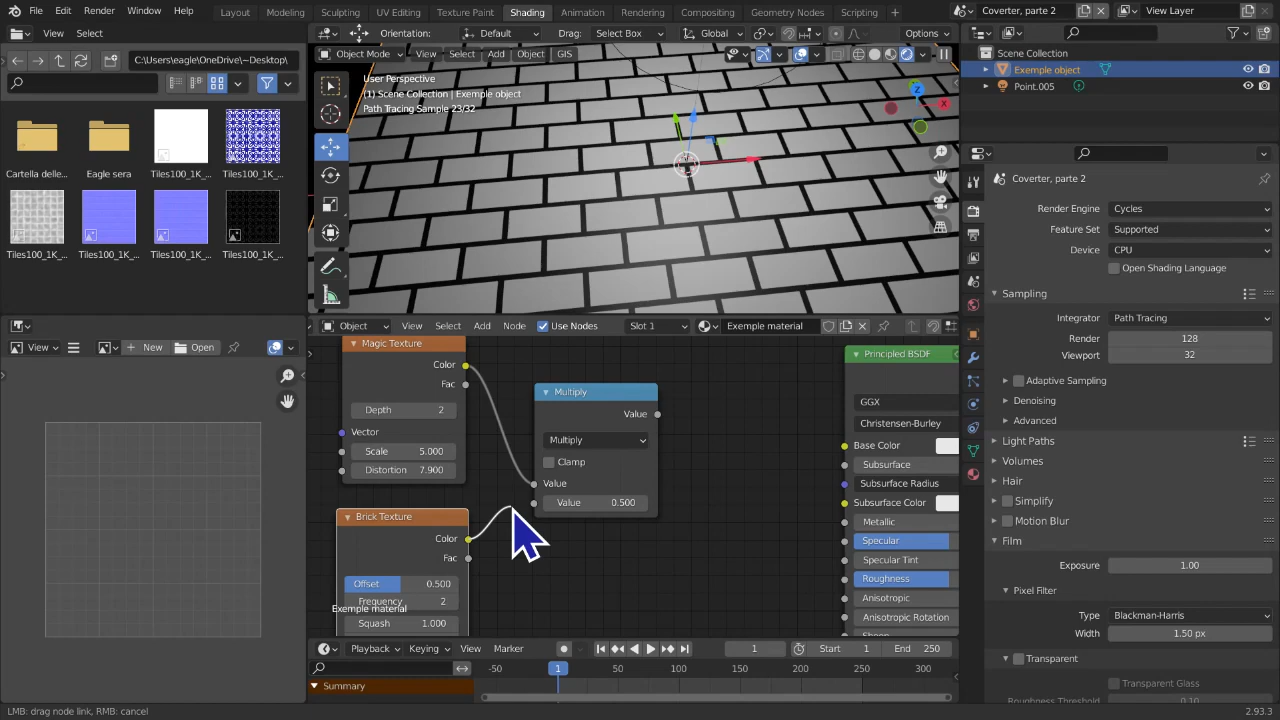 File Edit Render Window Help Layout Modeling Sculpting UV Editing Texture Paint Shading Animation Rendering Compositing Geometry Nodes Scripting + Coverter, parte 2 View Layer
View Select
Orientation: Default Drag: Select Box Global Options
C:\Users\eagle\OneDrive\~Desktop\
Object Mode View Select Add Object GIS
User Perspective
(1) Scene Collection | Exemple object
Path Tracing Sample 23/32
Z
X
Cartella delle...
Eagle sera
Tiles100_1K_...
Tiles100_1K_...
Tiles100_1K_...
Tiles100_1K_...
Tiles100_1K_...
Tiles100_1K_...
Scene Collection
Exemple object
Point.005
Coverter, parte 2
Render Engine Cycles
Feature Set Supported
Device CPU
Open Shading Language
Sampling
Integrator Path Tracing
Render 128
Viewport 32
Adaptive Sampling
Denoising
Advanced
Light Paths
Volumes
Hair
Simplify
Motion Blur
Film
Exposure 1.00
Pixel Filter
Type Blackman-Harris
Width 1.50 px
Transparent
Transparent Glass
Roughness Threshold 0.10
View New Open
Object View Select Add Node Use Nodes Slot 1 Exemple material
Magic Texture
Color
Fac
Depth 2
Vector
Scale 5.000
Distortion 7.900
Brick Texture
Color
Fac
Offset 0.500
Frequency 2
Exemple material
Squash 1.000
Multiply
Value
Multiply
Clamp
Value
Value 0.500
Principled BSDF
GGX
Christensen-Burley
Base Color
Subsurface
Subsurface Radius
Subsurface Color
Metallic
Specular
Specular Tint
Roughness
Anisotropic
Anisotropic Rotation
Playback Keying View Marker 1 Start 1 End 250
-50 1 50 100 150 200 250 300
Summary
LMB: drag node link, RMB: cancel
2.93.3